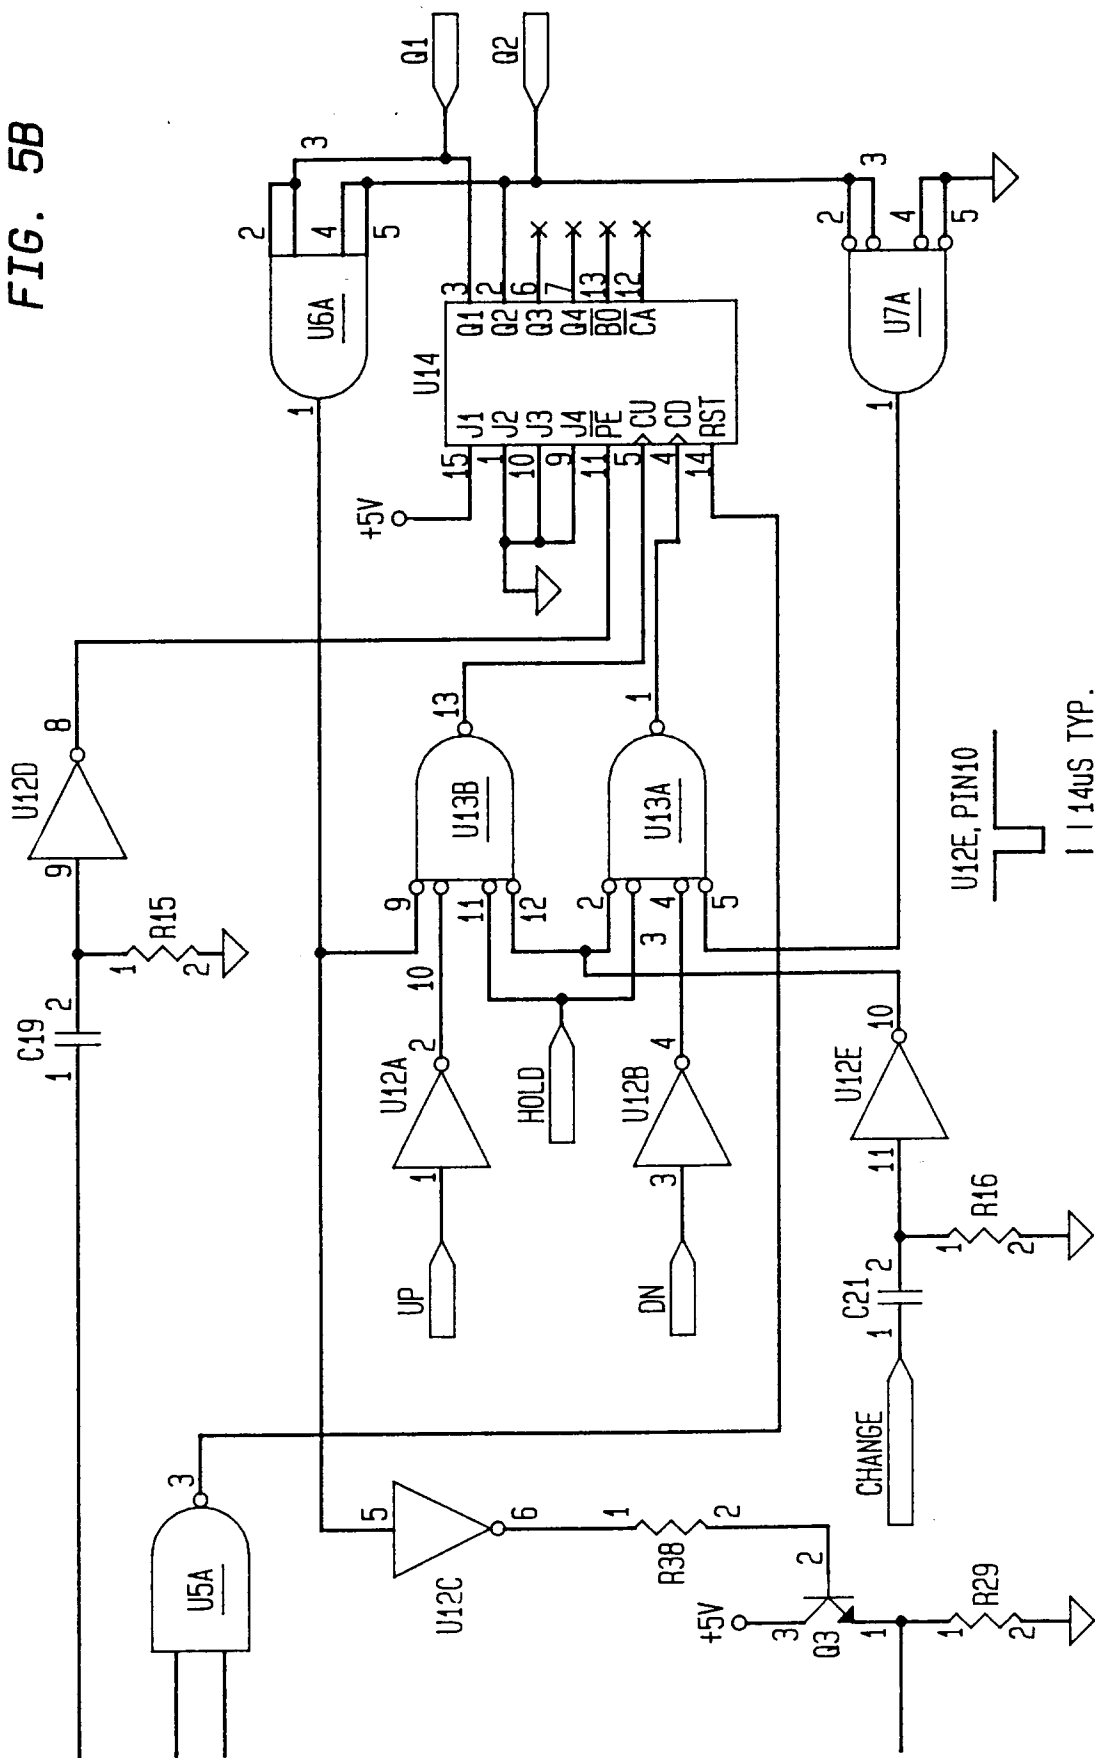 FIG. 5B
Q1
Q2
2
3
4
5
U6A
1
U14
J1
J2
J3
J4
PE
CU
CD
RST
Q1
Q2
Q3
Q4
BO
CA
15
1
10
9
11
5
4
14
3
2
6
7
13
12
+5V
2
3
4
5
U7A
1
U12D
9
8
R15
1
2
C19
1
2
U13B
9
10
11
12
13
U13A
2
3
4
5
1
U12A
1
2
UP
HOLD
U12B
3
4
DN
U12E
11
10
R16
1
2
C21
1
2
CHANGE
U12E, PIN10
14uS TYP.
U5A
3
U12C
5
6
R38
1
2
+5V
Q3
3
2
1
R29
1
2